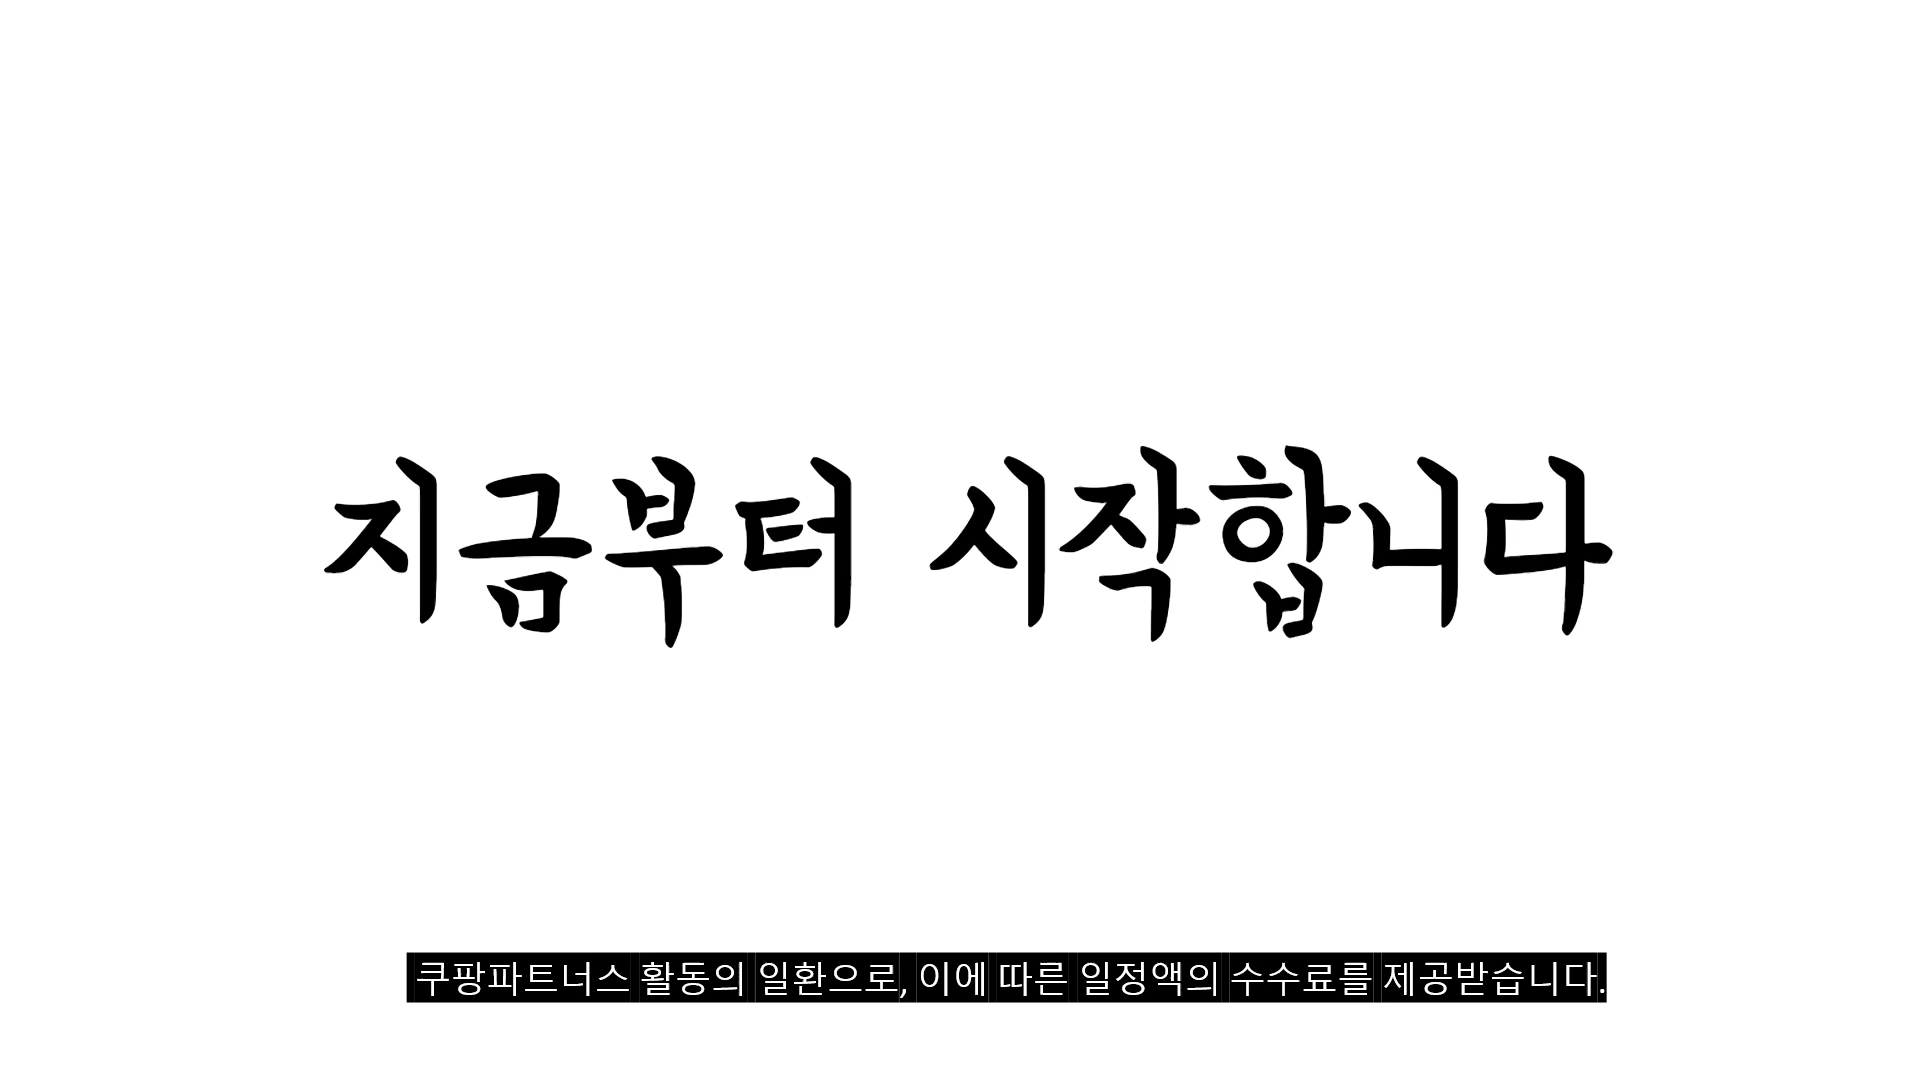 지금부터 시작합니다
쿠팡파트너스 활동의 일환으로, 이에 따른 일정액의 수수료를 제공받습니다.